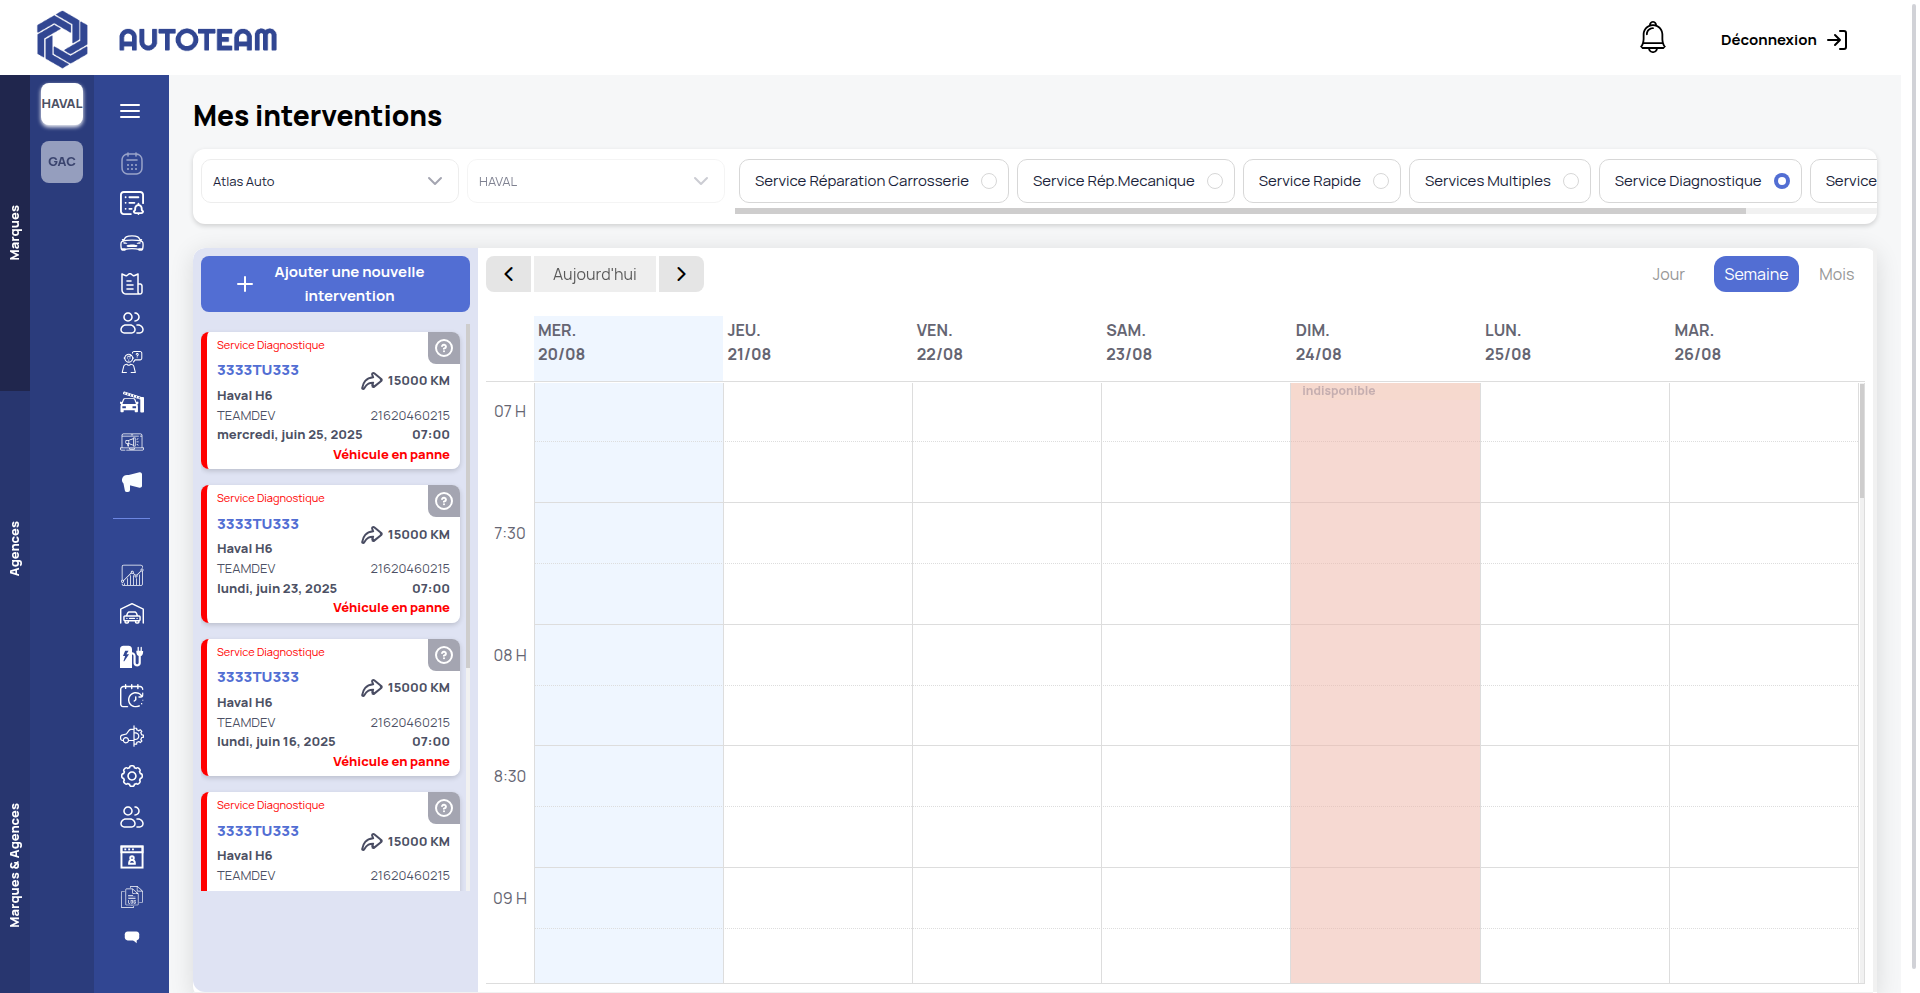 AUTOTEAM
Déconnexion
Marques
Agences
Marques & Agences
HAVAL
GAC
Mes interventions
Atlas Auto
HAVAL
Service Réparation Carrosserie
Service Rép.Mecanique
Service Rapide
Services Multiples
Service Diagnostique
Service
Ajouter une nouvelle
intervention
Service Diagnostique
3333TU333
15000 KM
Haval H6
TEAMDEV 21620460215
mercredi, juin 25, 2025 07:00
Véhicule en panne
Service Diagnostique
3333TU333
15000 KM
Haval H6
TEAMDEV 21620460215
lundi, juin 23, 2025 07:00
Véhicule en panne
Service Diagnostique
3333TU333
15000 KM
Haval H6
TEAMDEV 21620460215
lundi, juin 16, 2025 07:00
Véhicule en panne
Service Diagnostique
3333TU333
15000 KM
Haval H6
TEAMDEV 21620460215
Aujourd'hui
Jour
Semaine
Mois
MER.
20/08
JEU.
21/08
VEN.
22/08
SAM.
23/08
DIM.
24/08
LUN.
25/08
MAR.
26/08
indisponible
07 H
7:30
08 H
8:30
09 H